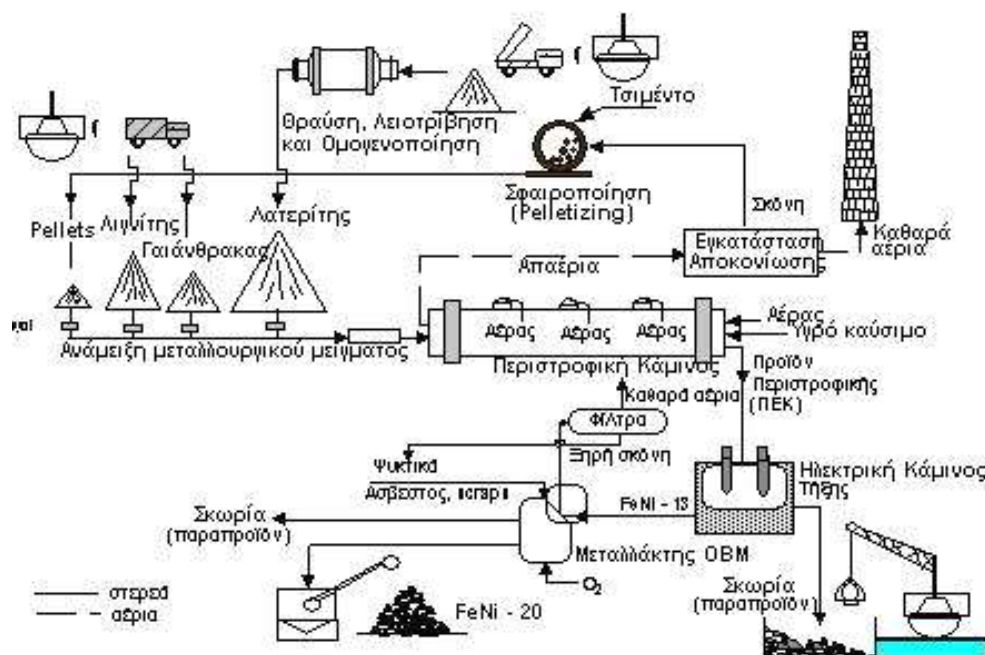 Τσιμέντο
Θραύση, Λειοτρίβηση
και Ομογενοποίηση
Σφαιροποίηση
(Pelletizing)
Σκόνη
Pellets
Λιγνίτης
Γαιάνθρακας
Λατερίτης
Εγκατάσταση
Αποκονίωσης
Καθαρά
αέρια
Απαέρια
Αέρας
Αέρας
Αέρας
Αέρας
Υγρό καύσιμο
Ανάμειξη μεταλλουργικού μείγματος
Περιστροφική Κάμινος
Προϊόν
Περιστροφικής
(ΠΕΚ)
Καθαρά αέρια
Φίλτρα
Ξηρή σκόνη
Ψυκτικά
Ασβεστος,
Ηλεκτρική Κάμινος
τήξης
FeNi - 13
Σκωρία
(παραπροϊόν)
Μεταλλάκτης OBM
O2
Σκωρία
(παραπροϊόν)
στερεά
αέρια
FeNi - 20